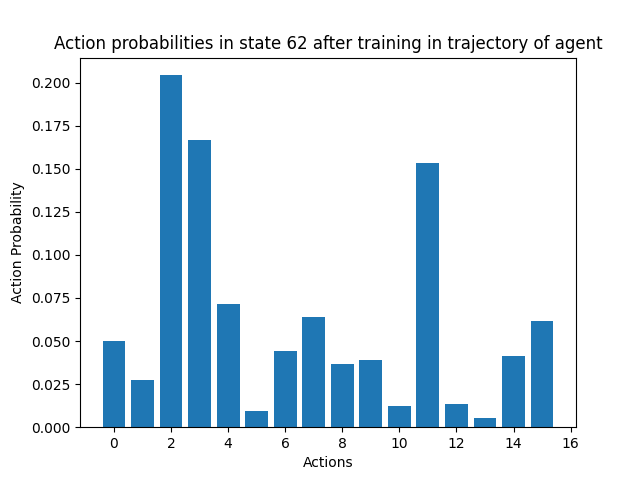 Action probabilities in state 62 after training in trajectory of agent
0.200
0.175
0.150
0.125
0.100
0.075
0.050
0.025
0.000
Action Probability
0 2 4 6 8 10 12 14 16
Actions